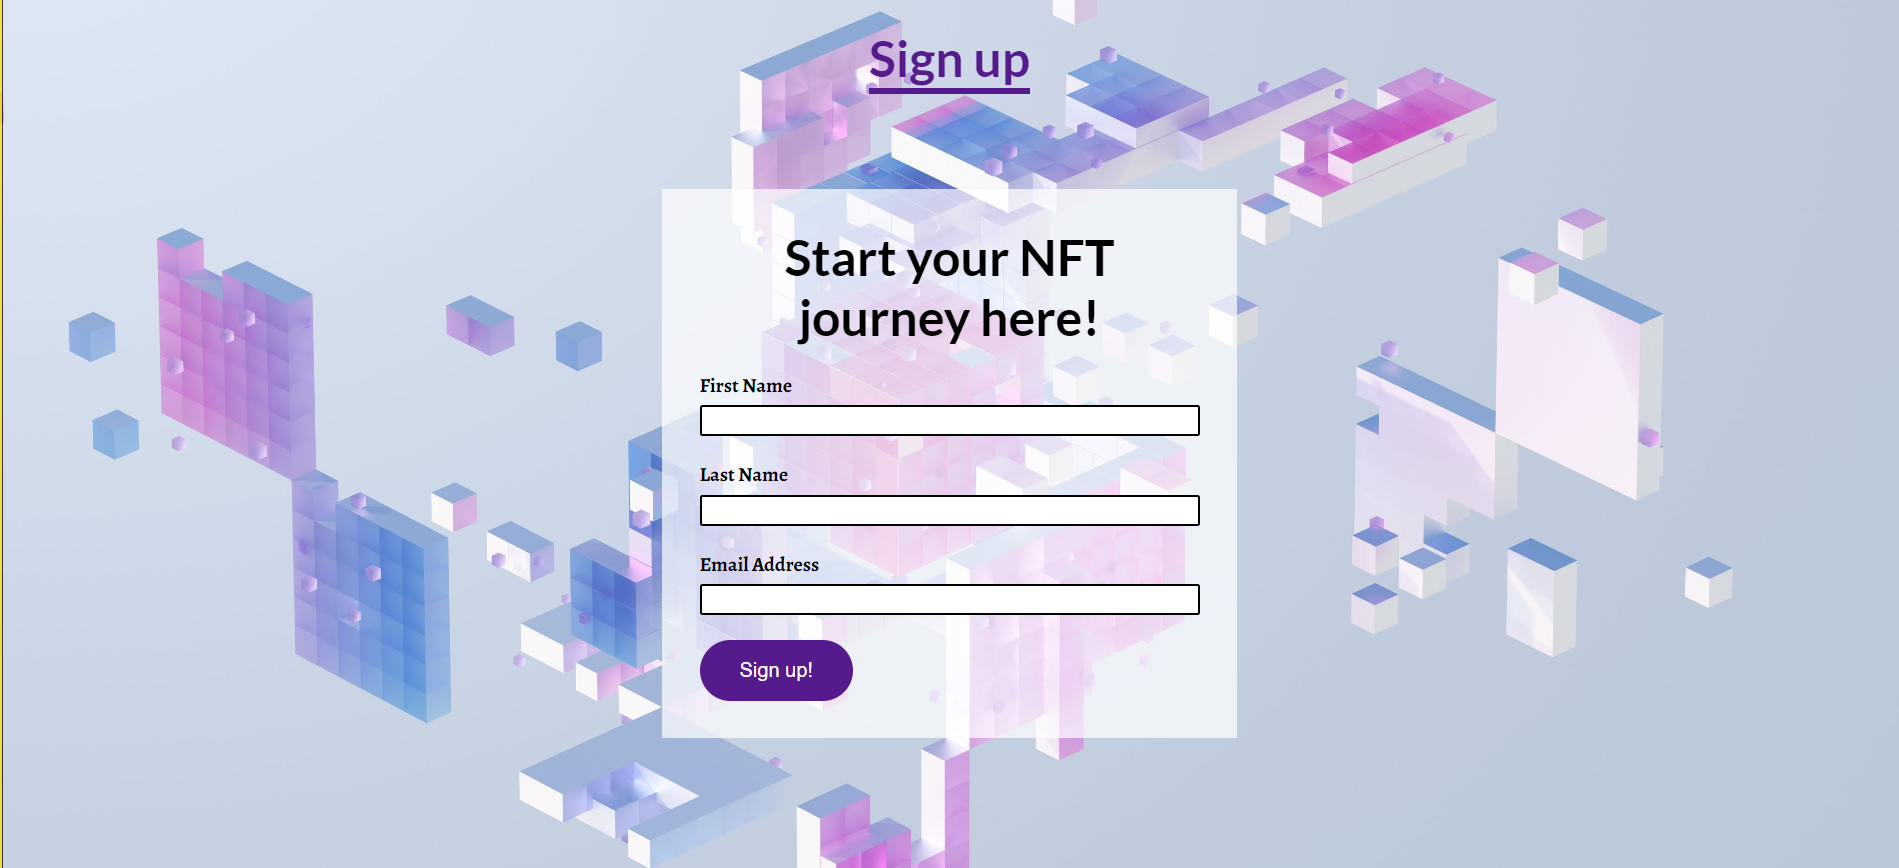 Sign up
Start your NFT
journey here!
First Name
Last Name
Email Address
Sign up!